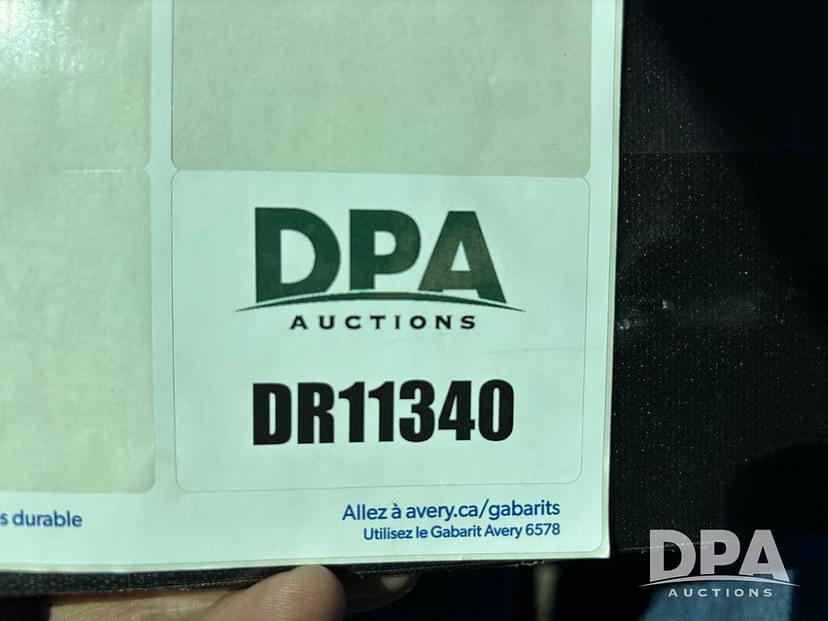 DPA
AUCTIONS
DR11340
s durable
Allez à avery.ca/gabarits
Utilisez le Gabarit Avery 6578
DPA
AUCTIONS